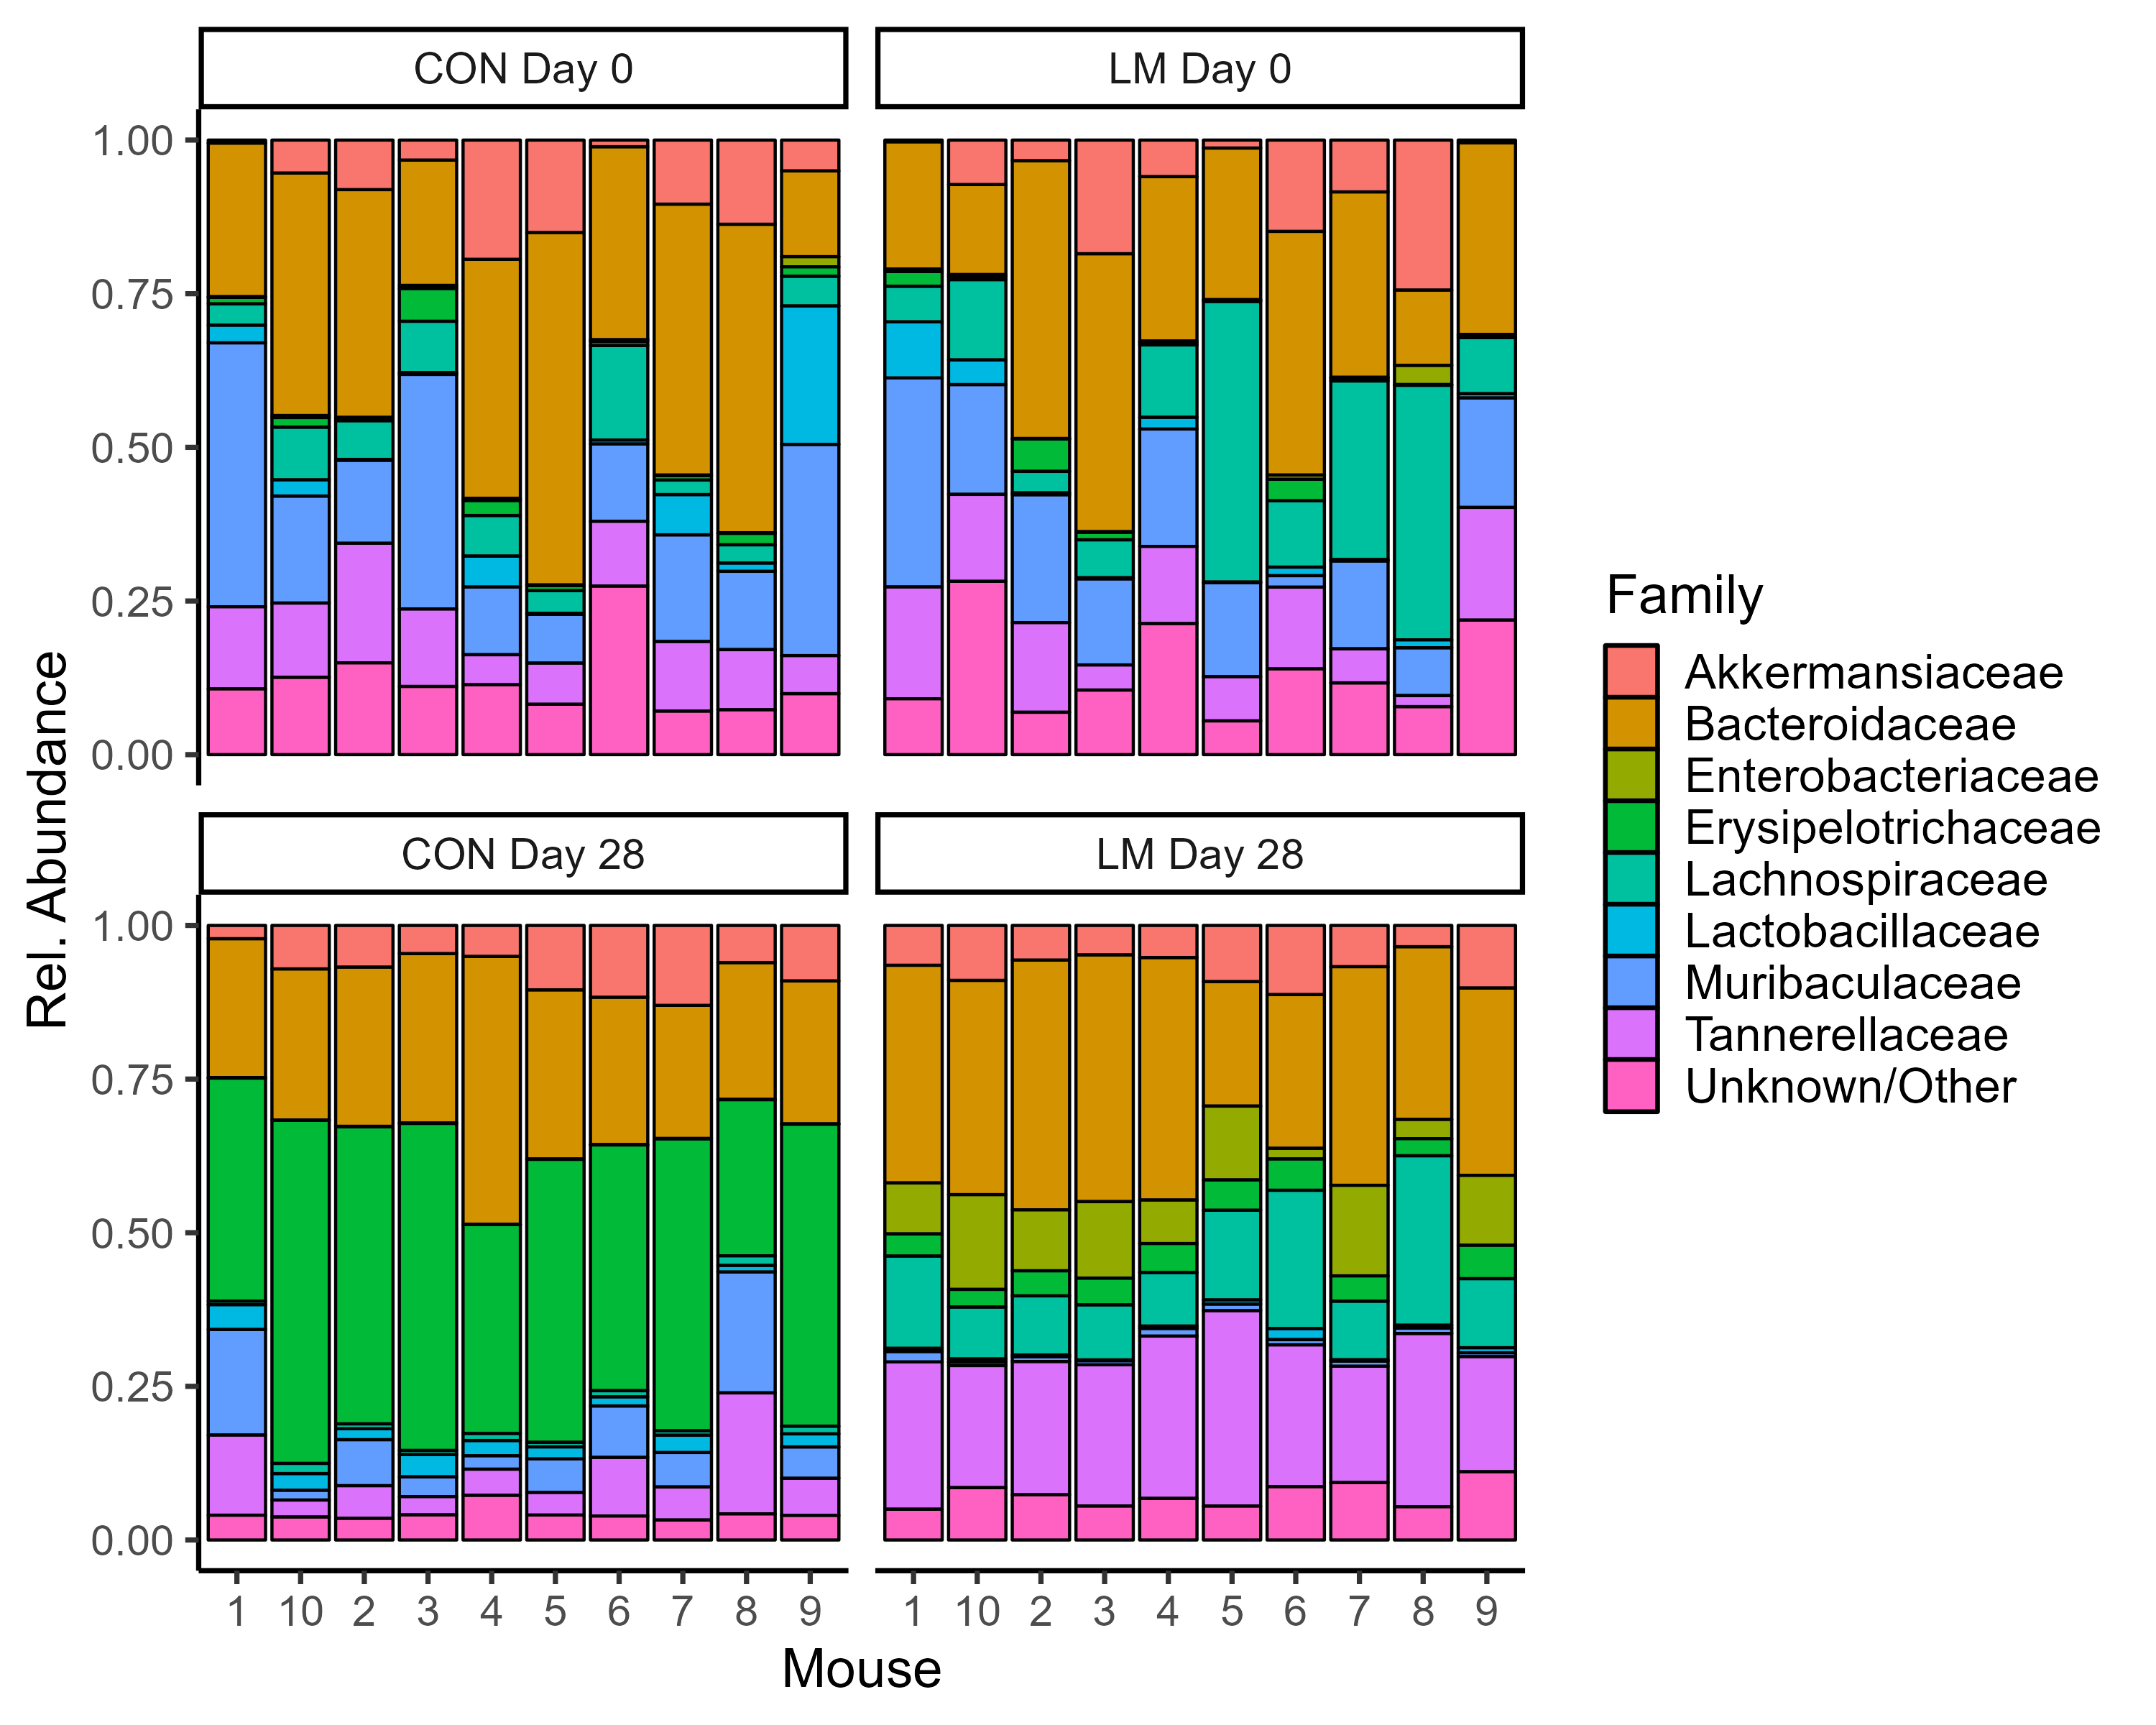 CON Day 0
LM Day 0
1.00
0.75
0.50
0.25
0.00
CON Day 28
LM Day 28
1.00
0.75
0.50
0.25
0.00
1 10 2 3 4 5 6 7 8 9
1 10 2 3 4 5 6 7 8 9
Mouse
Rel. Abundance
Family
Akkermansiaceae
Bacteroidaceae
Enterobacteriaceae
Erysipelotrichaceae
Lachnospiraceae
Lactobacillaceae
Muribaculaceae
Tannerellaceae
Unknown/Other